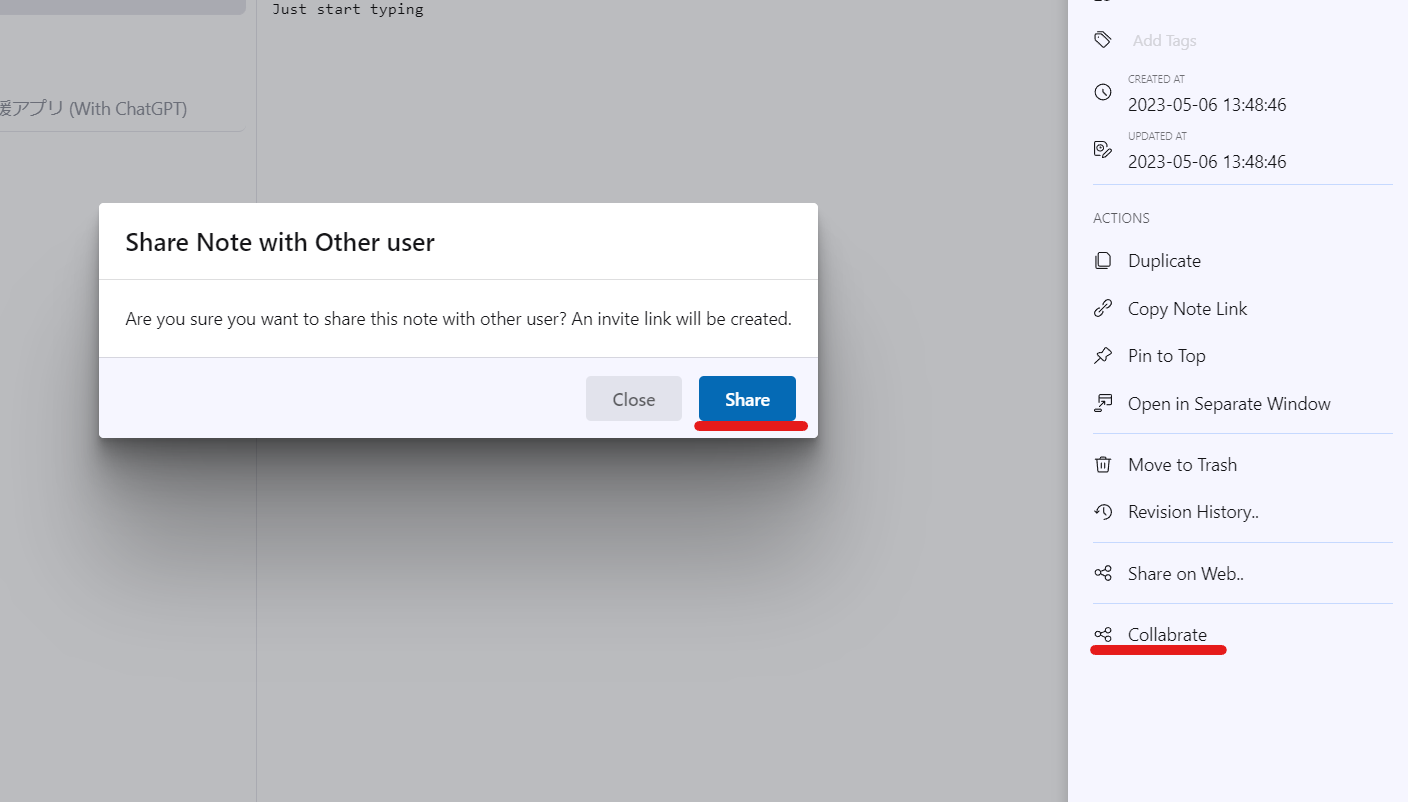 Just start typing
援アプリ (With ChatGPT)
Share Note with Other user
Are you sure you want to share this note with other user? An invite link will be created.
Close
Share
Add Tags
CREATED AT
2023-05-06 13:48:46
UPDATED AT
2023-05-06 13:48:46
ACTIONS
Duplicate
Copy Note Link
Pin to Top
Open in Separate Window
Move to Trash
Revision History..
Share on Web..
Collabrate